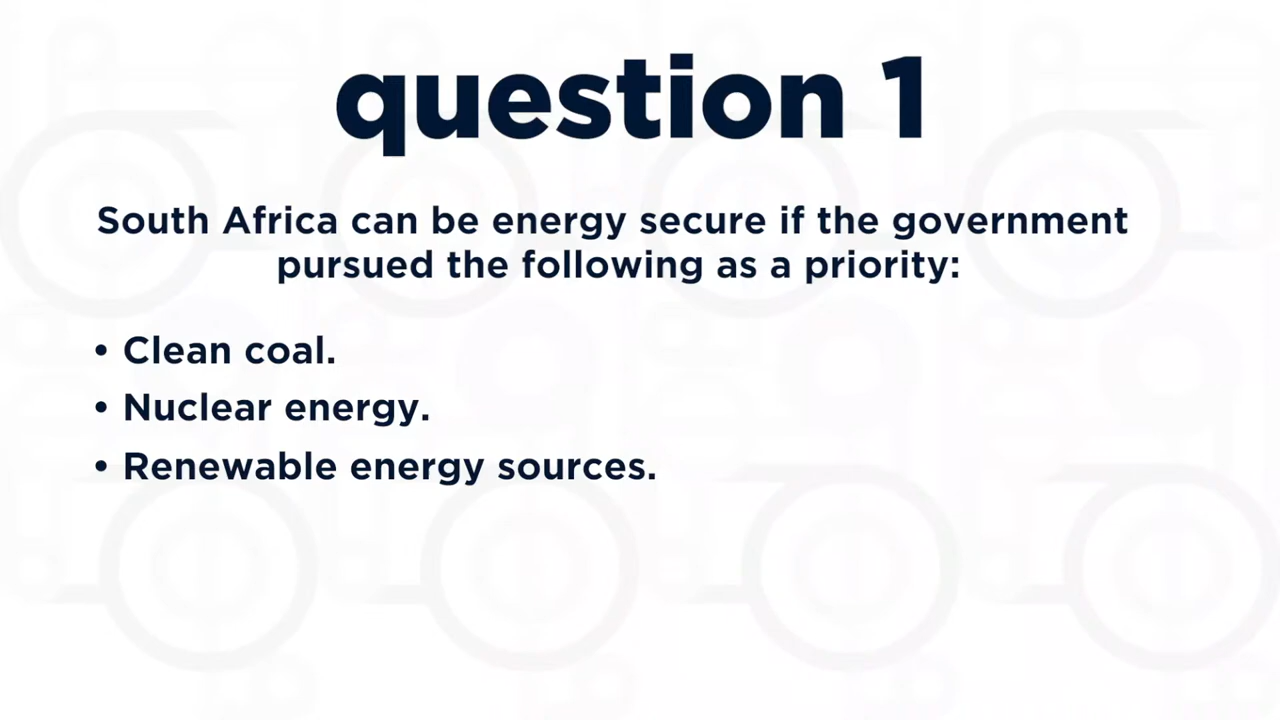 question 1
South Africa can be energy secure if the government
pursued the following as a priority:
• Clean coal.
• Nuclear energy.
• Renewable energy sources.